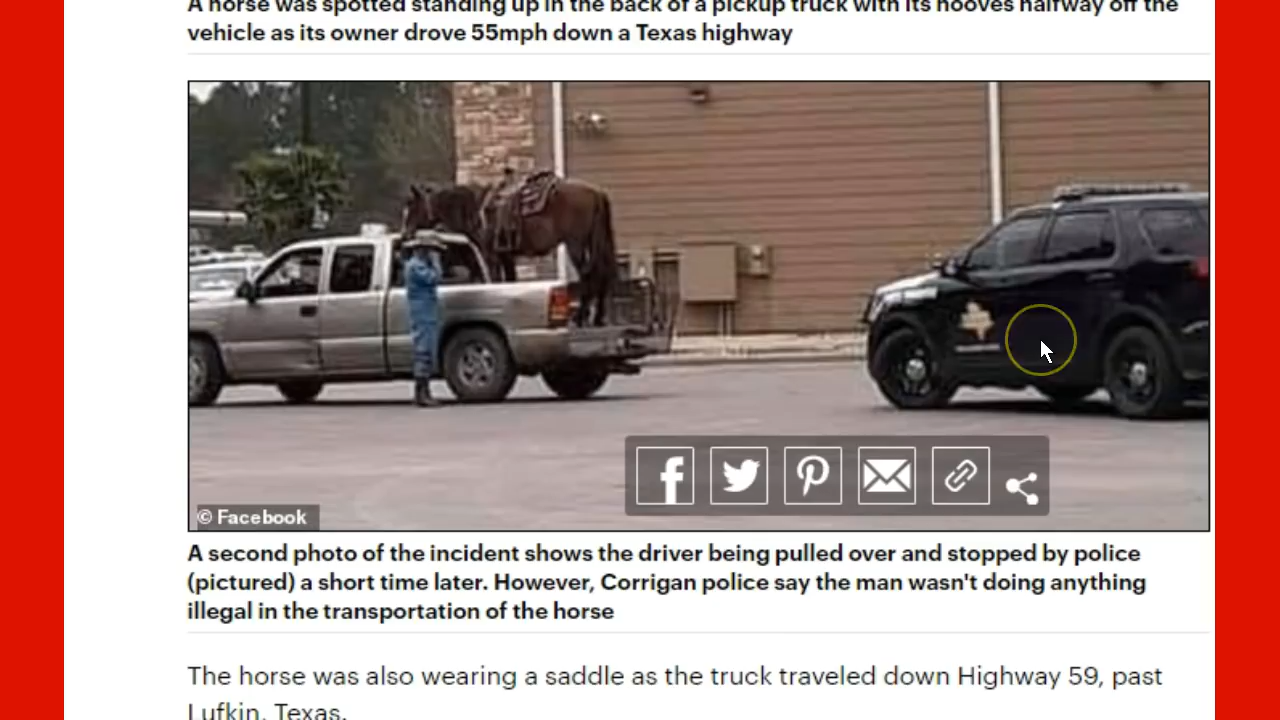 A horse was spotted standing up in the back of a pickup truck with its hooves halfway off the
vehicle as its owner drove 55mph down a Texas highway
© Facebook
A second photo of the incident shows the driver being pulled over and stopped by police
(pictured) a short time later. However, Corrigan police say the man wasn't doing anything
illegal in the transportation of the horse
The horse was also wearing a saddle as the truck traveled down Highway 59, past
Lufkin, Texas.